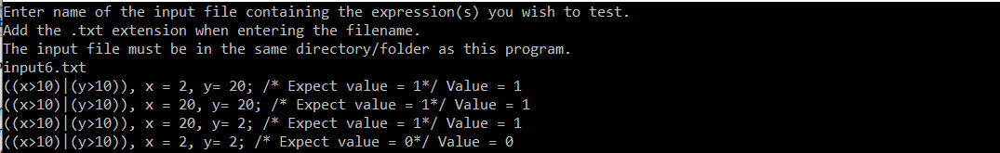 Enter name of the input file containing the expression(s) you wish to test.
Add the .txt extension when entering the filename.
The input file must be in the same directory/folder as this program.
input6.txt
((x>10)|(y>10)), x = 2, y= 20; /* Expect value = 1*/ Value = 1
((x>10)|(y>10)), x = 20, y= 20; /* Expect value = 1*/ Value = 1
((x>10)|(y>10)), x = 20, y= 2; /* Expect value = 1*/ Value = 1
((x>10)|(y>10)), x = 2, y= 2; /* Expect value = 0*/ Value = 0